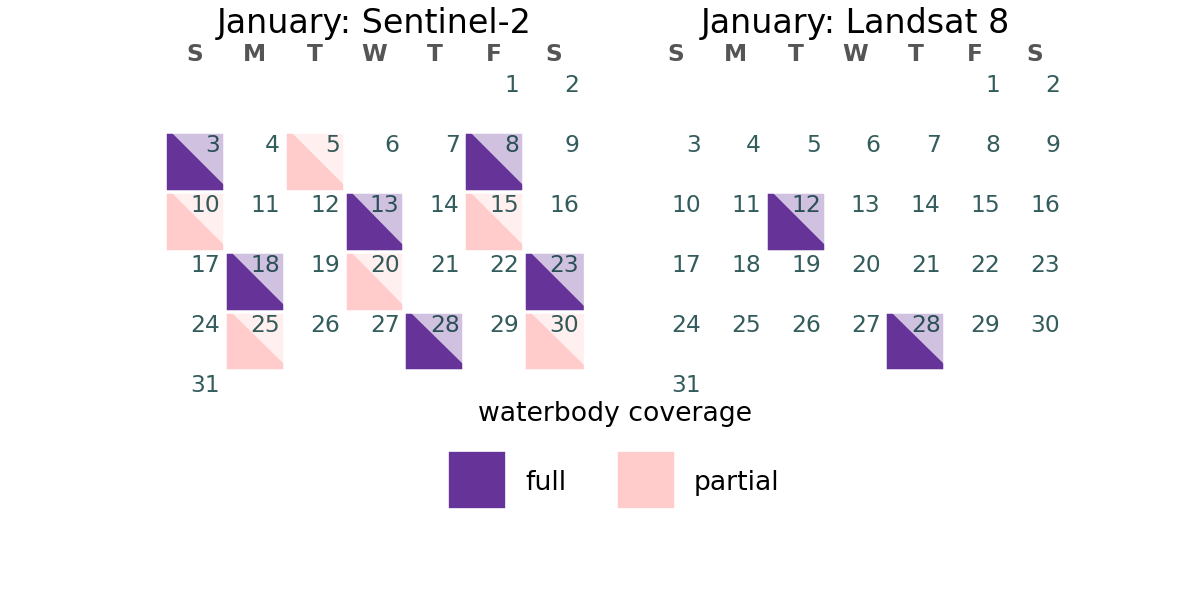 January: Sentinel-2
S M T W T F S
1 2
3 4 5 6 7 8 9
10 11 12 13 14 15 16
17 18 19 20 21 22 23
24 25 26 27 28 29 30
31
January: Landsat 8
S M T W T F S
1 2
3 4 5 6 7 8 9
10 11 12 13 14 15 16
17 18 19 20 21 22 23
24 25 26 27 28 29 30
31
waterbody coverage
full partial